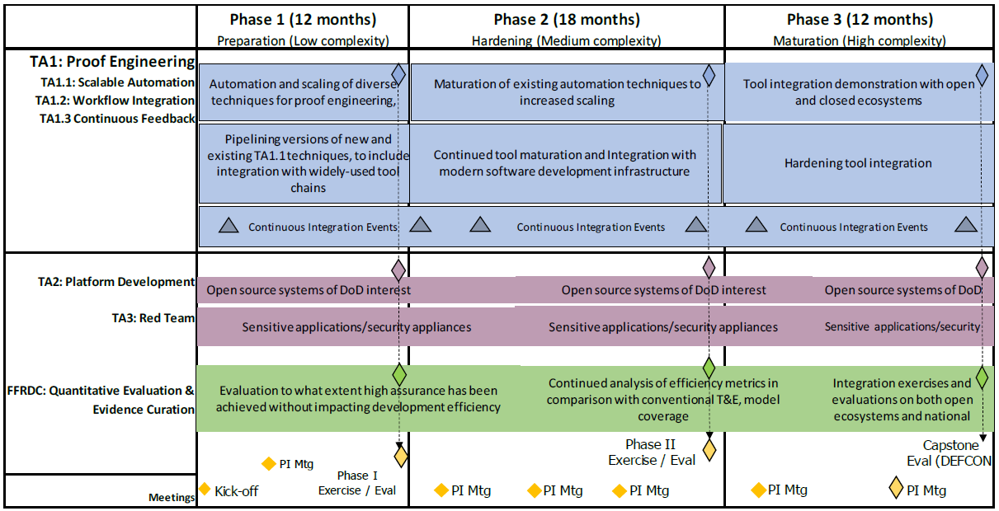 Phase 1 (12 months)
Preparation (Low complexity)
Phase 2 (18 months)
Hardening (Medium complexity)
Phase 3 (12 months)
Maturation (High complexity)
TA1: Proof Engineering
TA1.1: Scalable Automation
TA1.2: Workflow Integration
TA1.3 Continuous Feedback
Automation and scaling of diverse
techniques for proof engineering,
Maturation of existing automation techniques to
increased scaling
Tool integration demonstration with open
and closed ecosystems
Pipelining versions of new and
existing TA1.1 techniques, to include
integration with widely-used tool
chains
Continued tool maturation and Integration with
modern software development infrastructure
Hardening tool integration
Continuous Integration Events
Continuous Integration Events
Continuous Integration Events
TA2: Platform Development
Open source systems of DoD interest
Open source systems of DoD interest
Open source systems of DoD
TA3: Red Team
Sensitive applications/security appliances
Sensitive applications/security appliances
Sensitive applications/security
FFRDC: Quantitative Evaluation &
Evidence Curation
Evaluation to what extent high assurance has been
achieved without impacting development efficiency
Continued analysis of efficiency metrics in
comparison with conventional T&E, model
coverage
Integration exercises and
evaluations on both open
ecosystems and national
Meetings
Kick-off
PI Mtg
Phase I
Exercise / Eval
PI Mtg
PI Mtg
PI Mtg
Phase II
Exercise / Eval
PI Mtg
PI Mtg
Capstone
Eval (DEFCON